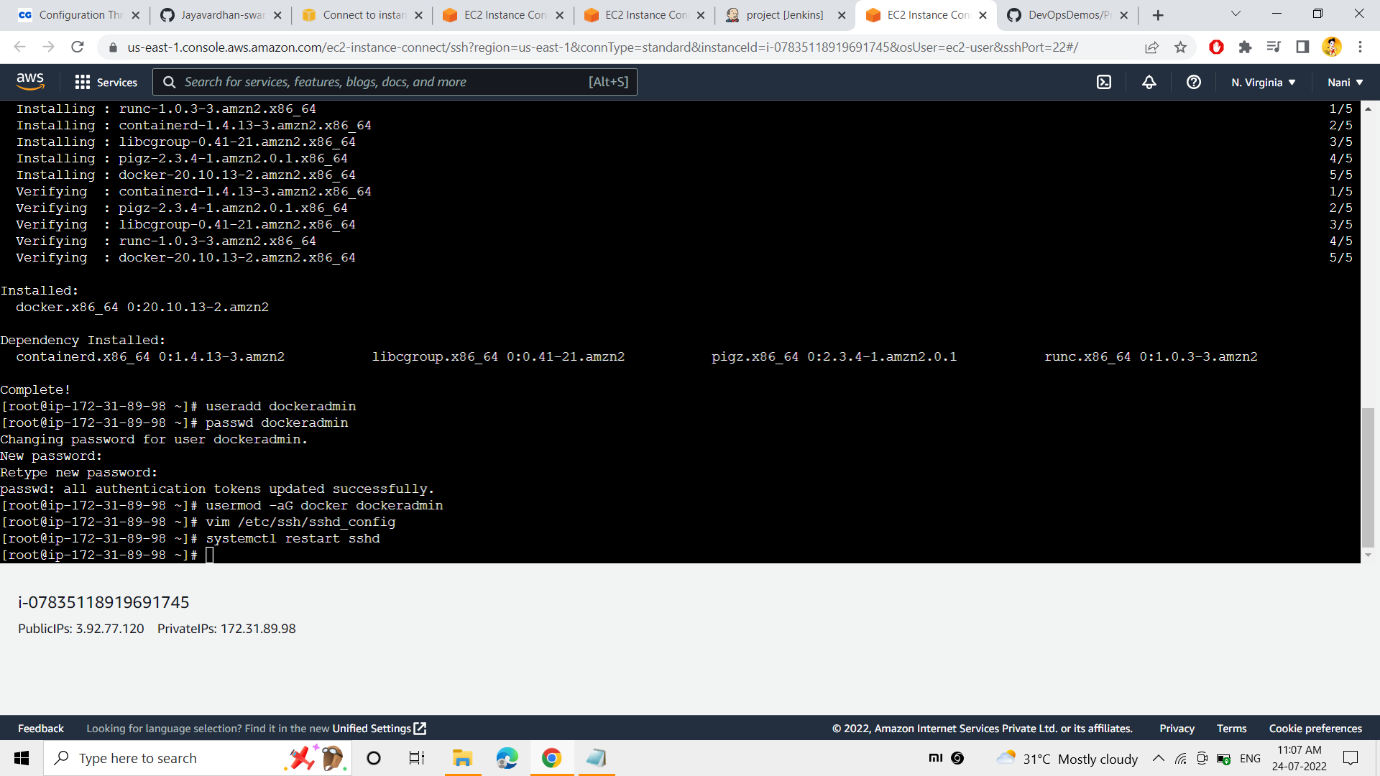 Configuration Thr
Jayavardhan-swar
Connect to instan
EC2 Instance Con
EC2 Instance Con
project [Jenkins]
EC2 Instance Con
DevOpsDemos/Pr
us-east-1.console.aws.amazon.com/ec2-instance-connect/ssh?region=us-east-1&connType=standard&instanceId=i-07835118919691745&osUser=ec2-user&sshPort=22#/
aws Services Search for services, features, blogs, docs, and more [Alt+S] N. Virginia Nani
Installing : runc-1.0.3-3.amzn2.x86_64 1/5
Installing : containerd-1.4.13-3.amzn2.x86_64 2/5
Installing : libcgroup-0.41-21.amzn2.x86_64 3/5
Installing : pigz-2.3.4-1.amzn2.0.1.x86_64 4/5
Installing : docker-20.10.13-2.amzn2.x86_64 5/5
Verifying : containerd-1.4.13-3.amzn2.x86_64 1/5
Verifying : pigz-2.3.4-1.amzn2.0.1.x86_64 2/5
Verifying : libcgroup-0.41-21.amzn2.x86_64 3/5
Verifying : runc-1.0.3-3.amzn2.x86_64 4/5
Verifying : docker-20.10.13-2.amzn2.x86_64 5/5
Installed:
docker.x86_64 0:20.10.13-2.amzn2
Dependency Installed:
containerd.x86_64 0:1.4.13-3.amzn2 libcgroup.x86_64 0:0.41-21.amzn2 pigz.x86_64 0:2.3.4-1.amzn2.0.1 runc.x86_64 0:1.0.3-3.amzn2
Complete!
[root@ip-172-31-89-98 ~]# useradd dockeradmin
[root@ip-172-31-89-98 ~]# passwd dockeradmin
Changing password for user dockeradmin.
New password:
Retype new password:
passwd: all authentication tokens updated successfully.
[root@ip-172-31-89-98 ~]# usermod -aG docker dockeradmin
[root@ip-172-31-89-98 ~]# vim /etc/ssh/sshd_config
[root@ip-172-31-89-98 ~]# systemctl restart sshd
[root@ip-172-31-89-98 ~]#
i-07835118919691745
PublicIPs: 3.92.77.120 PrivateIPs: 172.31.89.98
Feedback Looking for language selection? Find it in the new Unified Settings © 2022, Amazon Internet Services Private Ltd. or its affiliates. Privacy Terms Cookie preferences
Type here to search 31°C Mostly cloudy ENG 11:07 AM
24-07-2022